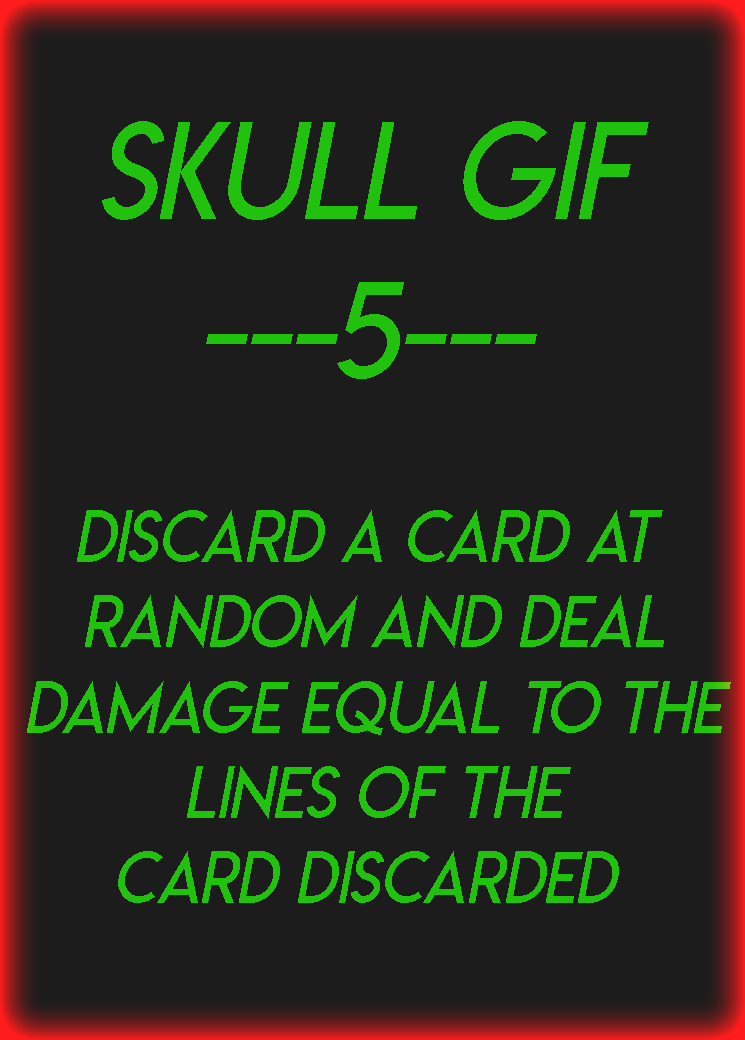 SKULL GIF
---5---
DISCARD A CARD AT
RANDOM AND DEAL
DAMAGE EQUAL TO THE
LINES OF THE
CARD DISCARDED